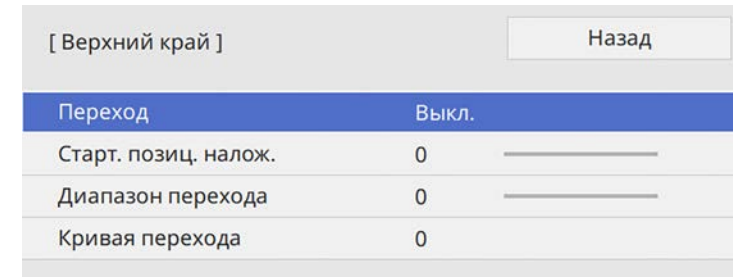 [ Верхний край ] Назад
Переход Выкл.
Старт. позиц. налож. 0
Диапазон перехода 0
Кривая перехода 0